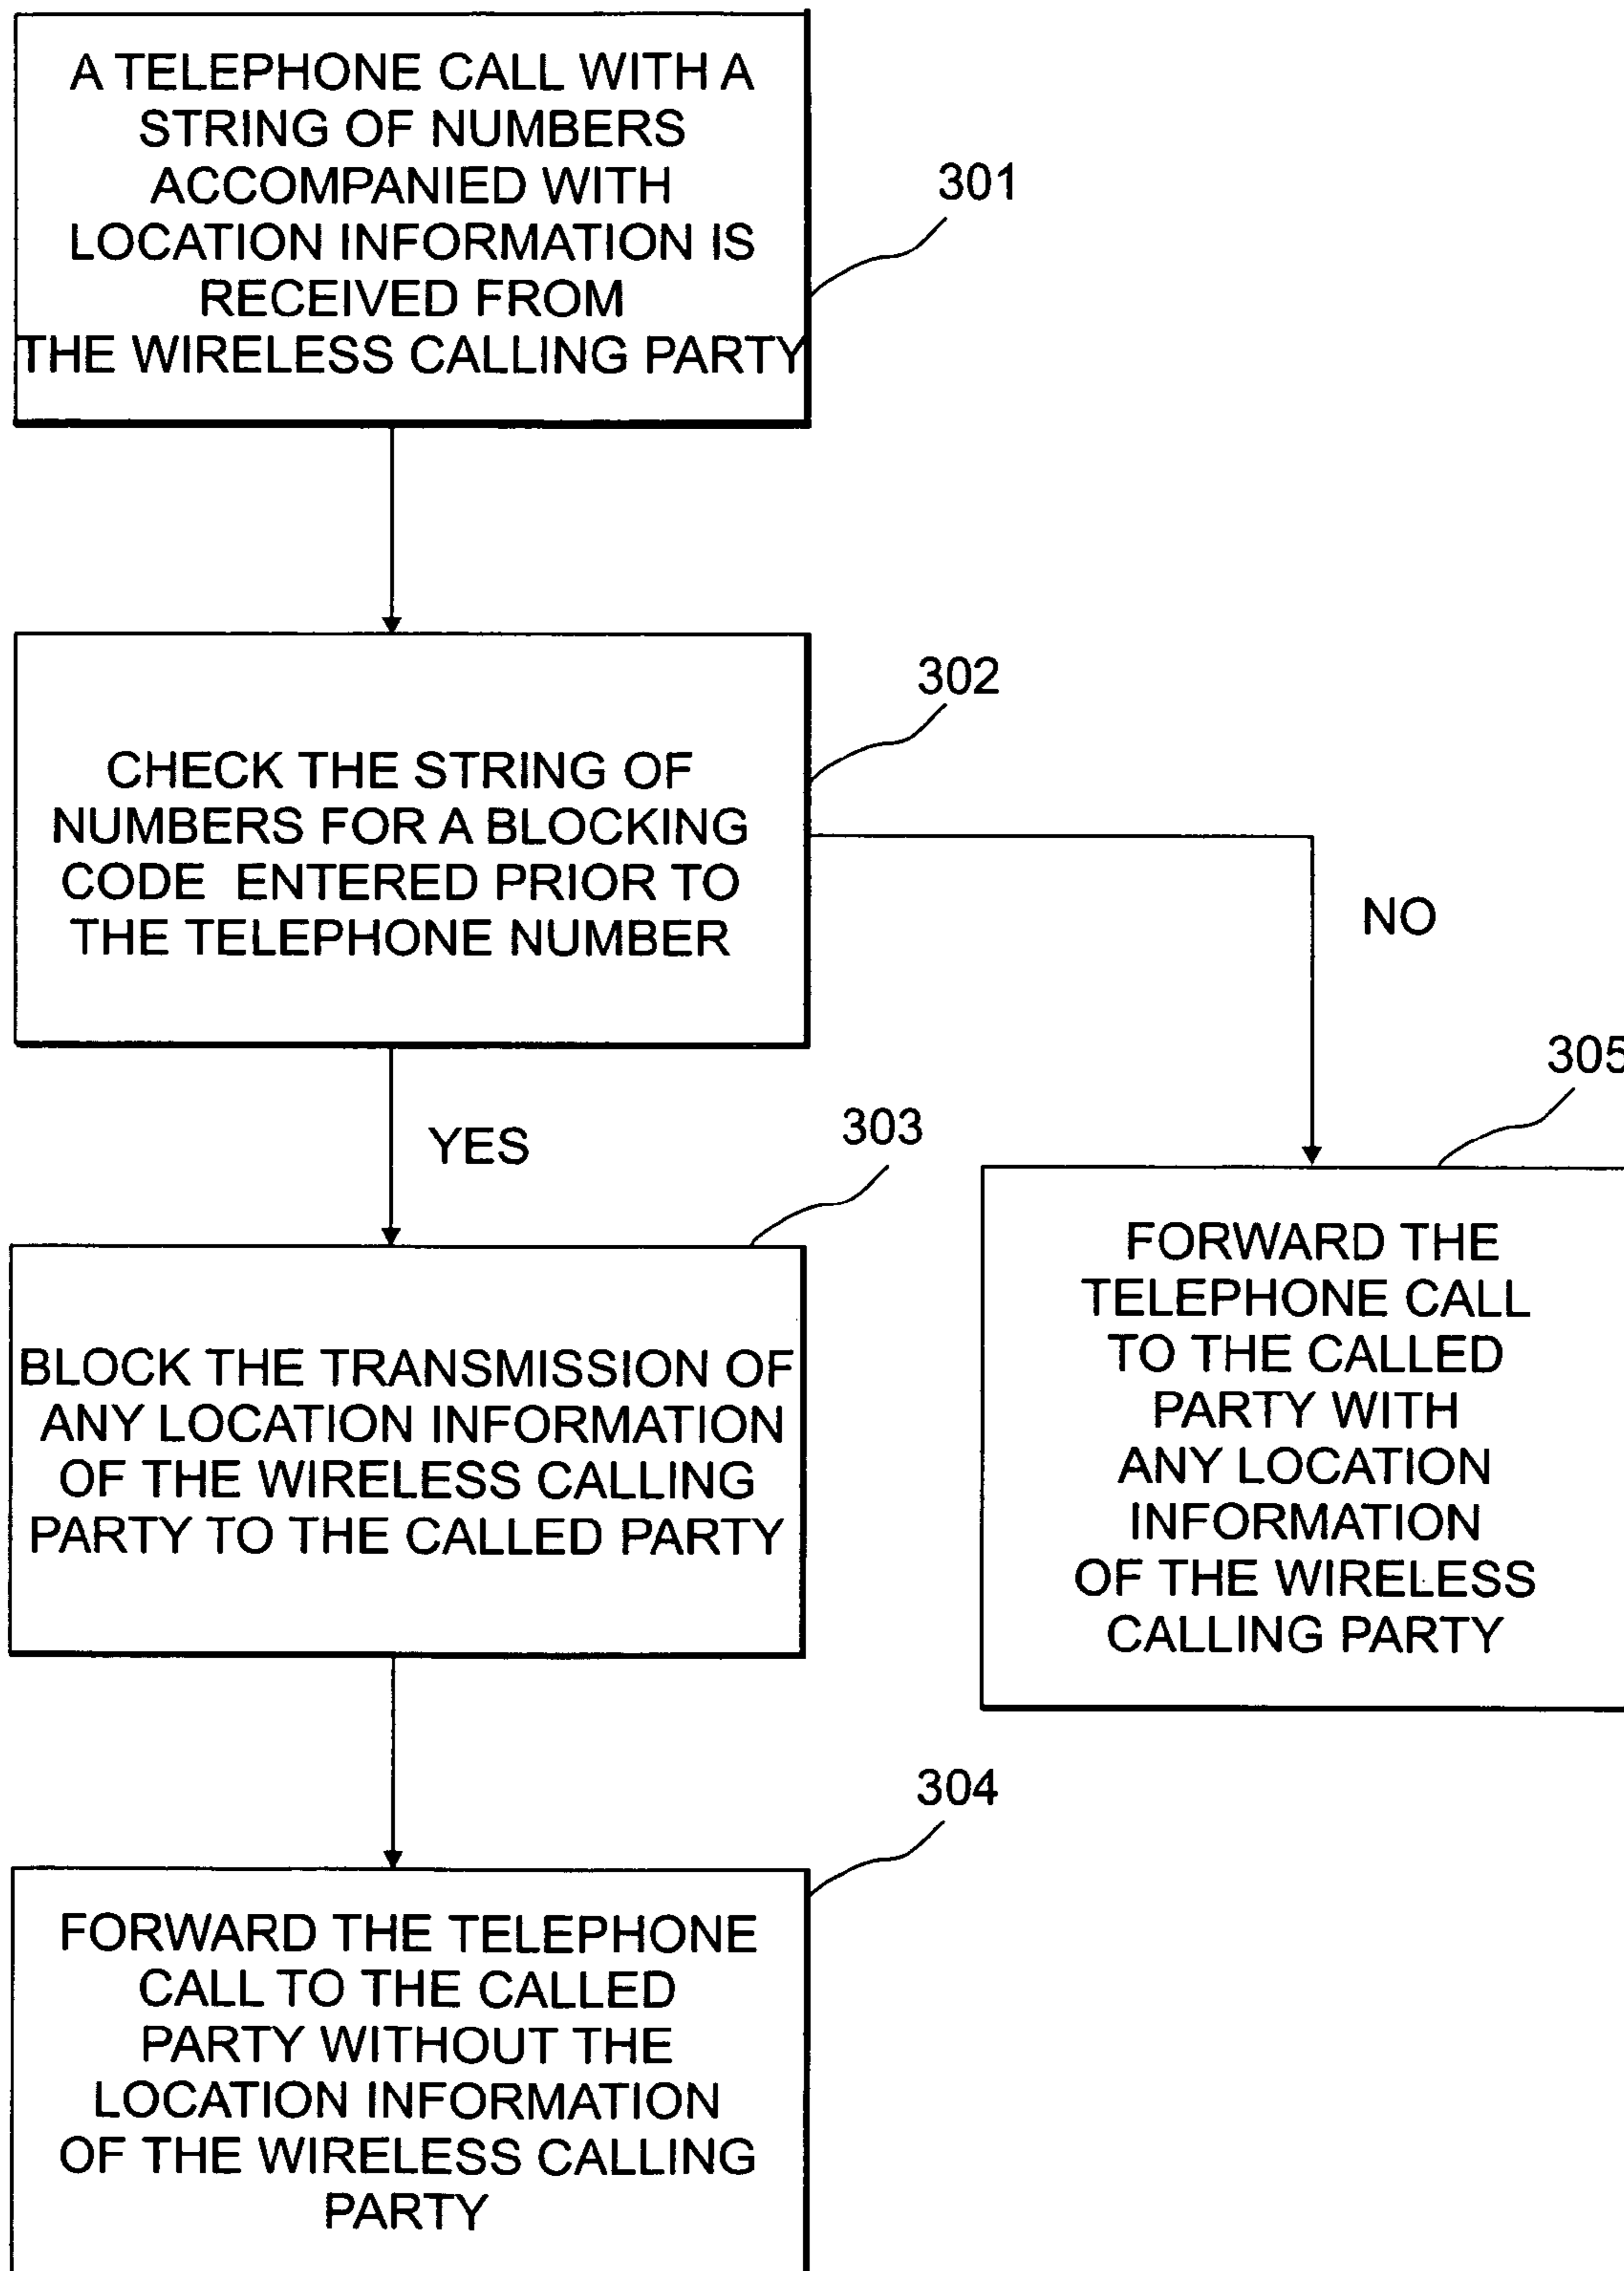 A TELEPHONE CALL WITH A
STRING OF NUMBERS
ACCOMPANIED WITH
LOCATION INFORMATION IS
RECEIVED FROM
THE WIRELESS CALLING PARTY
301
302
CHECK THE STRING OF
NUMBERS FOR A BLOCKING
CODE ENTERED PRIOR TO
THE TELEPHONE NUMBER
NO
YES
303
305
BLOCK THE TRANSMISSION OF
ANY LOCATION INFORMATION
OF THE WIRELESS CALLING
PARTY TO THE CALLED PARTY
FORWARD THE
TELEPHONE CALL
TO THE CALLED
PARTY WITH
ANY LOCATION
INFORMATION
OF THE WIRELESS
CALLING PARTY
304
FORWARD THE TELEPHONE
CALL TO THE CALLED
PARTY WITHOUT THE
LOCATION INFORMATION
OF THE WIRELESS CALLING
PARTY